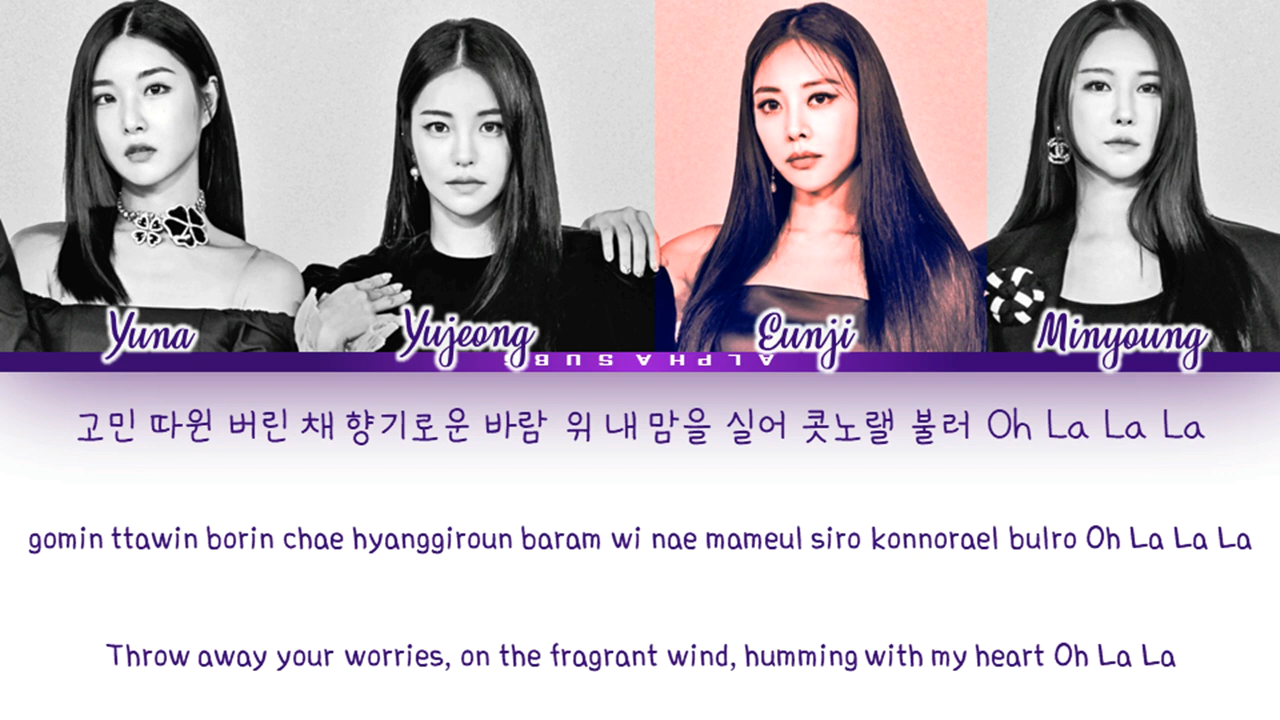 Yuna Yujeong Eunji Minyoung
ALPHA SUBS
고민 따윈 버린 채 향기로운 바람 위 내 맘을 실어 콧노랠 불러 Oh La La La
gomin ttawin borin chae hyanggiroun baram wi nae mameul siro konnorael bulro Oh La La La
Throw away your worries, on the fragrant wind, humming with my heart Oh La La